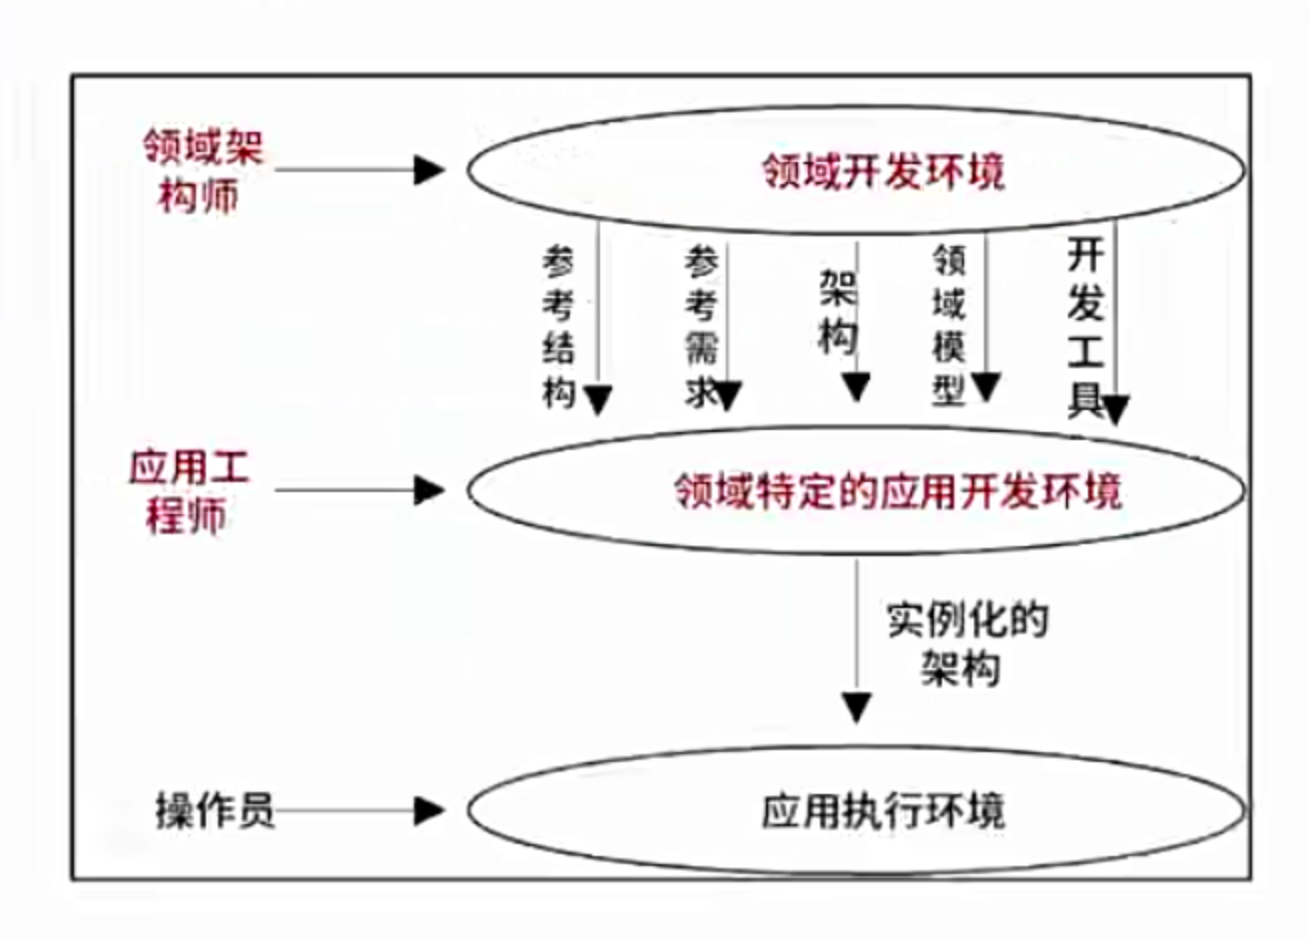 领域架
构师
领域开发环境
参考结构
参考需求
架构
领域模型
开发工具
应用工
程师
领域特定的应用开发环境
实例化的
架构
操作员
应用执行环境